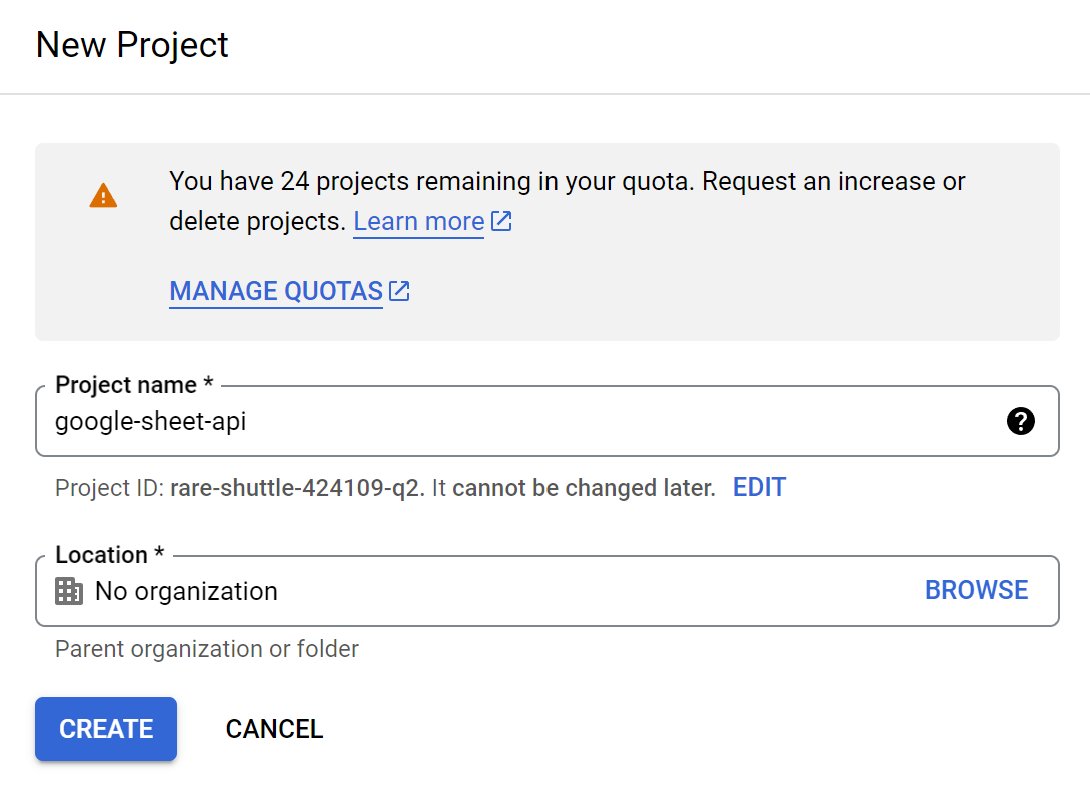 New Project
You have 24 projects remaining in your quota. Request an increase or
delete projects. Learn more
MANAGE QUOTAS
Project name *
google-sheet-api
Project ID: rare-shuttle-424109-q2. It cannot be changed later. EDIT
Location *
No organization BROWSE
Parent organization or folder
CREATE CANCEL